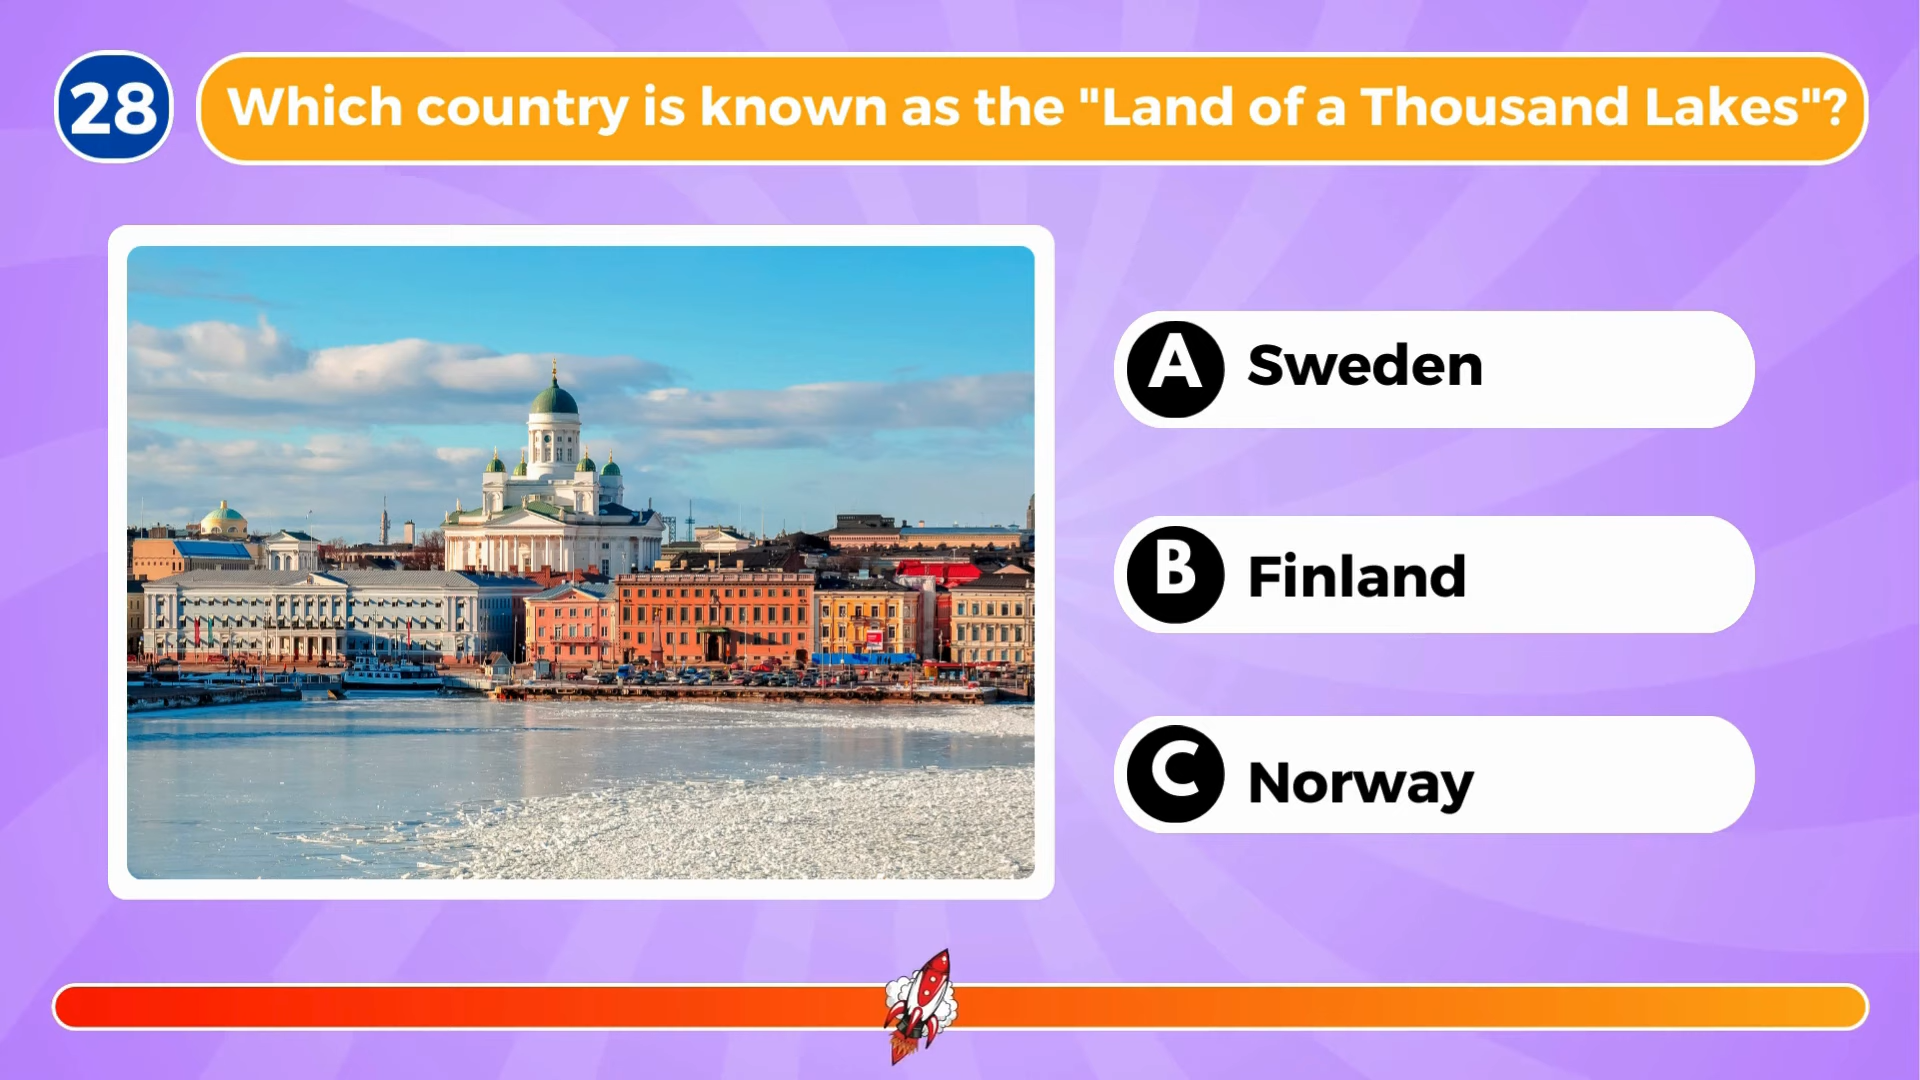 28
Which country is known as the "Land of a Thousand Lakes"?
A Sweden
B Finland
C Norway